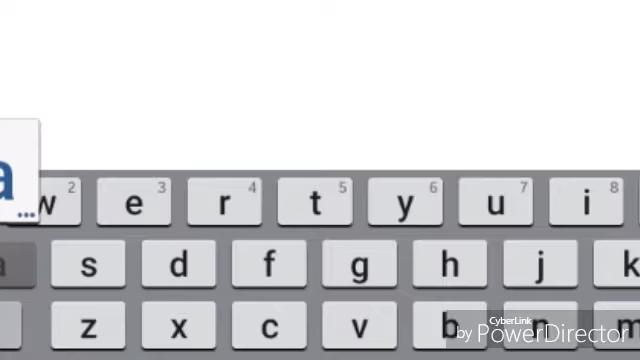 a
...
w 2 e 3 r 4 t 5 y 6 u 7 i 8
a s d f g h j k
z x c v b n m
CyberLink
by PowerDirector